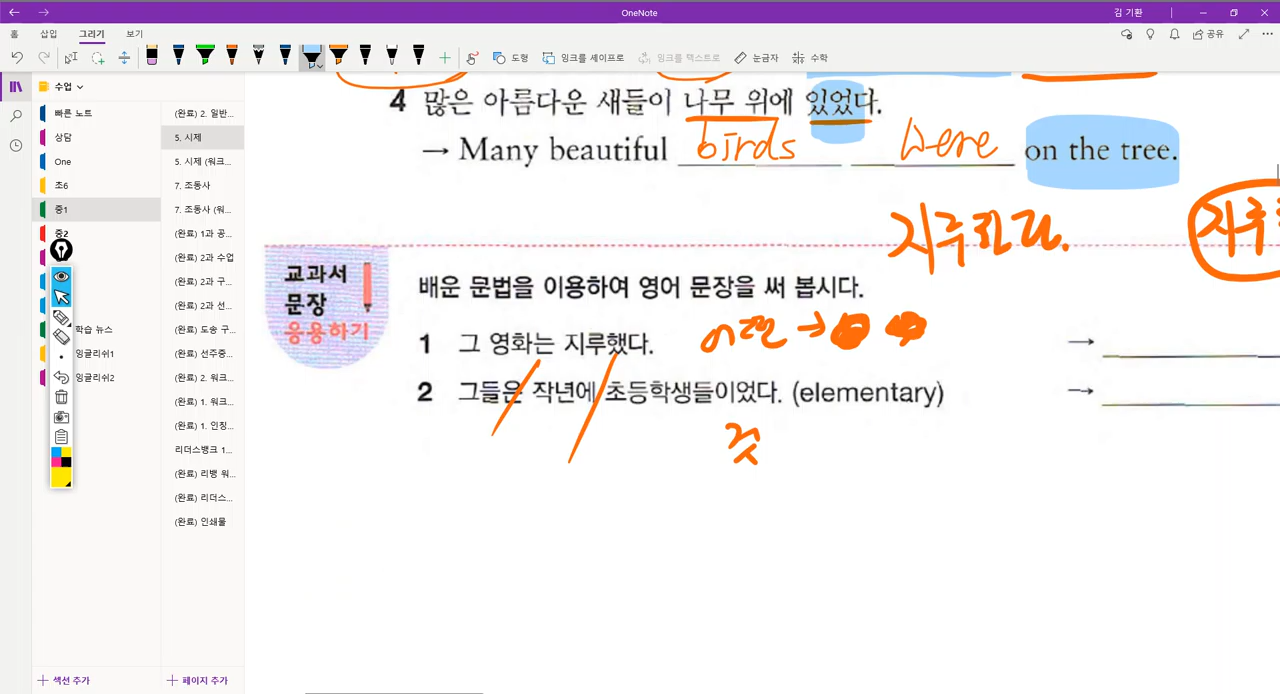 OneNote
김 기환
홈 삽입 그리기 보기
공유
도형 잉크를 셰이프로 잉크를 텍스트로 눈금자 수학
수업
빠른 노트
상담
One
초6
중1
중2
학습 뉴스
잉글리쉬1
잉글리쉬2
(완료) 2. 일반...
5. 시제
5. 시제 (워크...
7. 조동사
7. 조동사 (워...
(완료) 1과 공...
(완료) 2과 수업
(완료) 2과 구...
(완료) 2과 선...
(완료) 도송 구...
(완료) 선주중...
(완료) 2. 워크...
(완료) 1. 워크...
(완료) 1. 인칭...
리더스뱅크 1...
(완료) 리뱅 워...
(완료) 리더스...
(완료) 인쇄물
색션 추가
페이지 추가
4 많은 아름다운 새들이 나무 위에 있었다.
→ Many beautiful birds were on the tree.
지루하다.
교과서
문장
응용하기
배운 문법을 이용하여 영어 문장을 써 봅시다.
1 그 영화는 지루했다. →
2 그들은 작년에 초등학생들이었다. (elementary) →